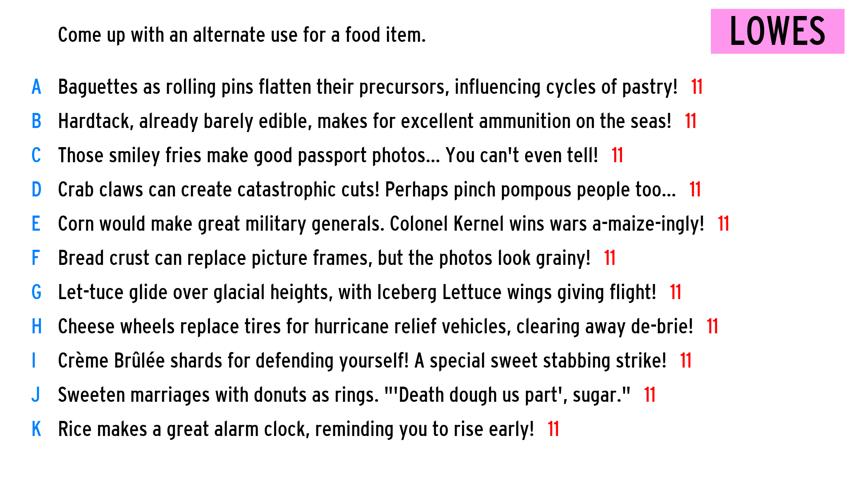 Come up with an alternate use for a food item.
LOWES
A Baguettes as rolling pins flatten their precursors, influencing cycles of pastry! 11
B Hardtack, already barely edible, makes for excellent ammunition on the seas! 11
C Those smiley fries make good passport photos... You can't even tell! 11
D Crab claws can create catastrophic cuts! Perhaps pinch pompous people too... 11
E Corn would make great military generals. Colonel Kernel wins wars a-maize-ingly! 11
F Bread crust can replace picture frames, but the photos look grainy! 11
G Let-tuce glide over glacial heights, with Iceberg Lettuce wings giving flight! 11
H Cheese wheels replace tires for hurricane relief vehicles, clearing away de-brie! 11
I Crème Brûlée shards for defending yourself! A special sweet stabbing strike! 11
J Sweeten marriages with donuts as rings. "'Death dough us part', sugar." 11
K Rice makes a great alarm clock, reminding you to rise early! 11